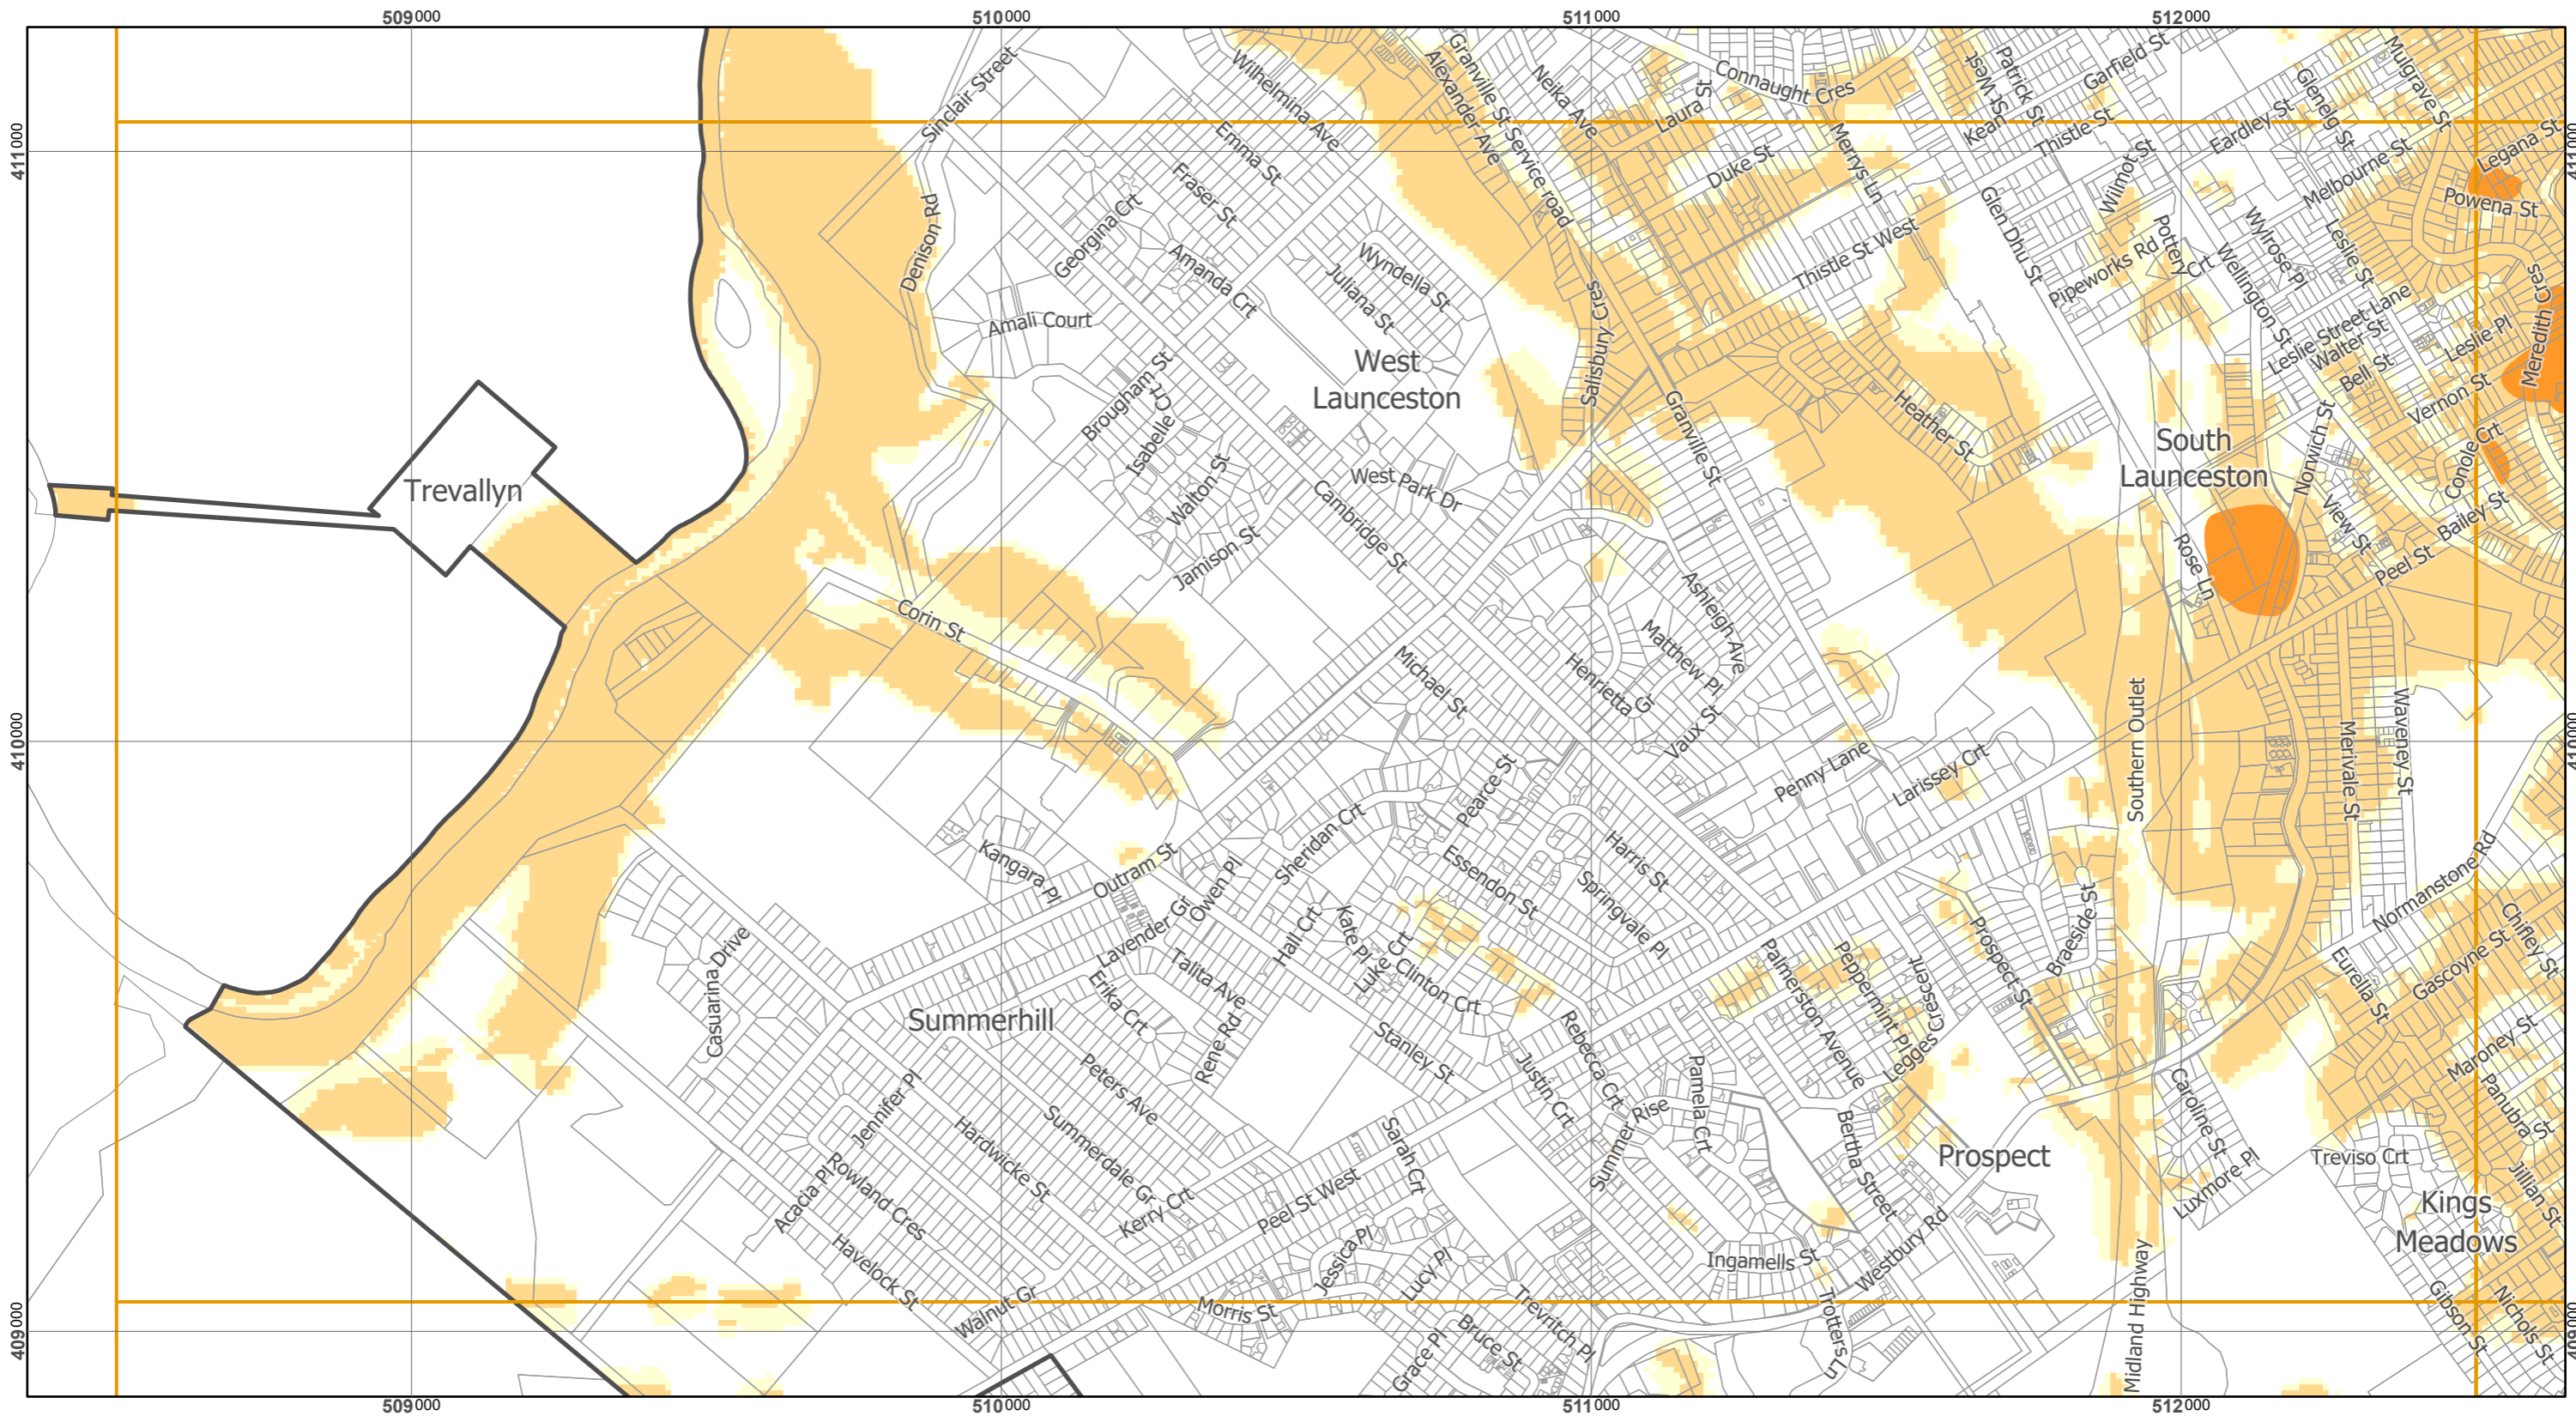 509000
510000
511000
512000
411000
411000
410000
410000
409000
409000
Sinclair Street
Wilhelmina Ave
Granville St Service road
Alexander Ave
Neika Ave
Laura St
Connaught Cres
St West
Patrick St
Garfield St
Kean
Thistle St
Glenelg St
Mulgrave St
Eardley St
Legana St
Melbourne St
Powena St
Emma St
Fraser St
Duke St
Merrys Ln
Wilmot St
Glen Dhu St
Denison Rd
Georgina Crt
Amanda Crt
Wyndella St
Juliana St
Thistle St West
Pipeworks Rd
Pottery Crt
Wellington St
Wylrose Pl
Leslie St
Meredith Cres
Amali Court
Salisbury Cres
Leslie Street Lane
Walter St
Leslie Pl
Bell St
Vernon St
West
Launceston
Brougham St
Isabelle Crt
Heather St
Granville St
South
Launceston
Norwich St
Conole Crt
Trevallyn
Walton St
West Park Dr
Cambridge St
Jamison St
View St
Bailey St
Peel St
Rose Ln
Corin St
Ashleigh Ave
Matthew Pl
Michael St
Henrietta Gr
Vaux St
Southern Outlet
Merivale St
Waveney St
Penny Lane
Larissey Crt
Pearce St
Sheridan Crt
Harris St
Kangara Pl
Outram St
Owen Pl
Essendon St
Springvale Pl
Normanstone Rd
Lavender Gr
Hall Crt
Kate Pl
Luke Crt
Clinton Crt
Casuarina Drive
Talita Ave
Erika Crt
Palmerston Avenue
Peppermint Pl
Legges Crescent
Prospect St
Braeside St
Eurella St
Gascoyne St
Chifley St
Summerhill
Rene Rd
Stanley St
Justin Crt
Rebecca Crt
Pamela Crt
Summer Rise
Maroney St
Panubra St
Caroline St
Jennifer Pl
Peters Ave
Summerdale Gr
Hardwicke St
Sarah Crt
Bertha Street
Prospect
Treviso Crt
Luxmore Pl
Jillian St
Acacia Pl
Rowland Cres
Kerry Crt
Peel St West
Kings
Meadows
Havelock St
Jessica Pl
Lucy Pl
Ingamells St
Westbury Rd
Midland Highway
Walnut Gr
Morris St
Trevritch Pl
Trotters Ln
Gibson St
Nichols St
Grace Pl
Bruce St
509000
510000
511000
512000